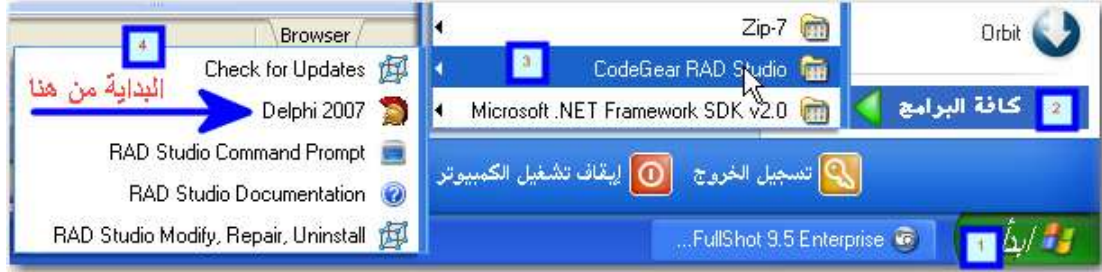 Browser
4
Check for Updates
البداية من هنا
Delphi 2007
RAD Studio Command Prompt
RAD Studio Documentation
RAD Studio Modify, Repair, Uninstall
Zip-7
3
CodeGear RAD Studio
Microsoft .NET Framework SDK v2.0
Orbit
كافة البرامج
2
تسجيل الخروج
إيقاف تشغيل الكمبيوتر
...FullShot 9.5 Enterprise
1
ابدأ